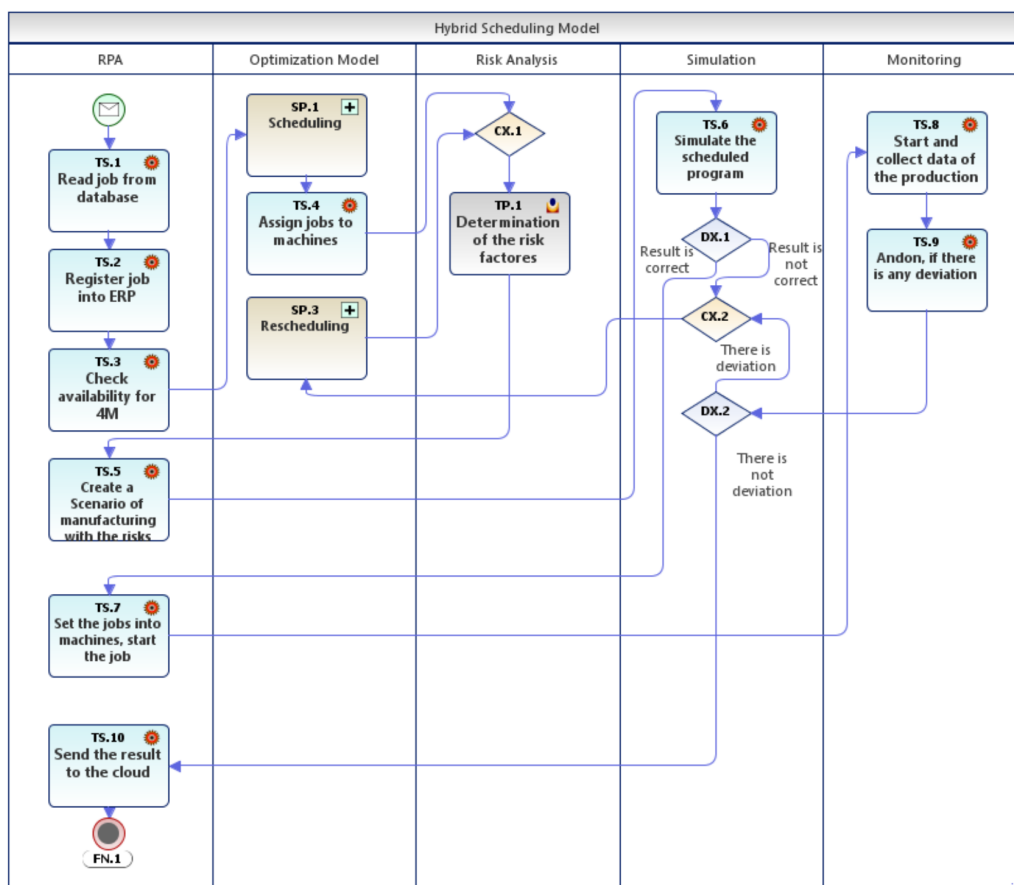 Hybrid Scheduling Model
RPA
Optimization Model
Risk Analysis
Simulation
Monitoring
TS.1
Read job from
database
TS.2
Register job
into ERP
TS.3
Check
availability for
4M
TS.5
Create a
Scenario of
manufacturing
with the risks
TS.7
Set the jobs into
machines, start
the job
TS.10
Send the result
to the cloud
FN.1
SP.1
Scheduling
TS.4
Assign jobs to
machines
SP.3
Rescheduling
CX.1
TP.1
Determination
of the risk
factores
TS.6
Simulate the
scheduled
program
DX.1
Result is
correct
Result is
not
correct
CX.2
There is
deviation
DX.2
There is
not
deviation
TS.8
Start and
collect data of
the production
TS.9
Andon, if there
is any deviation